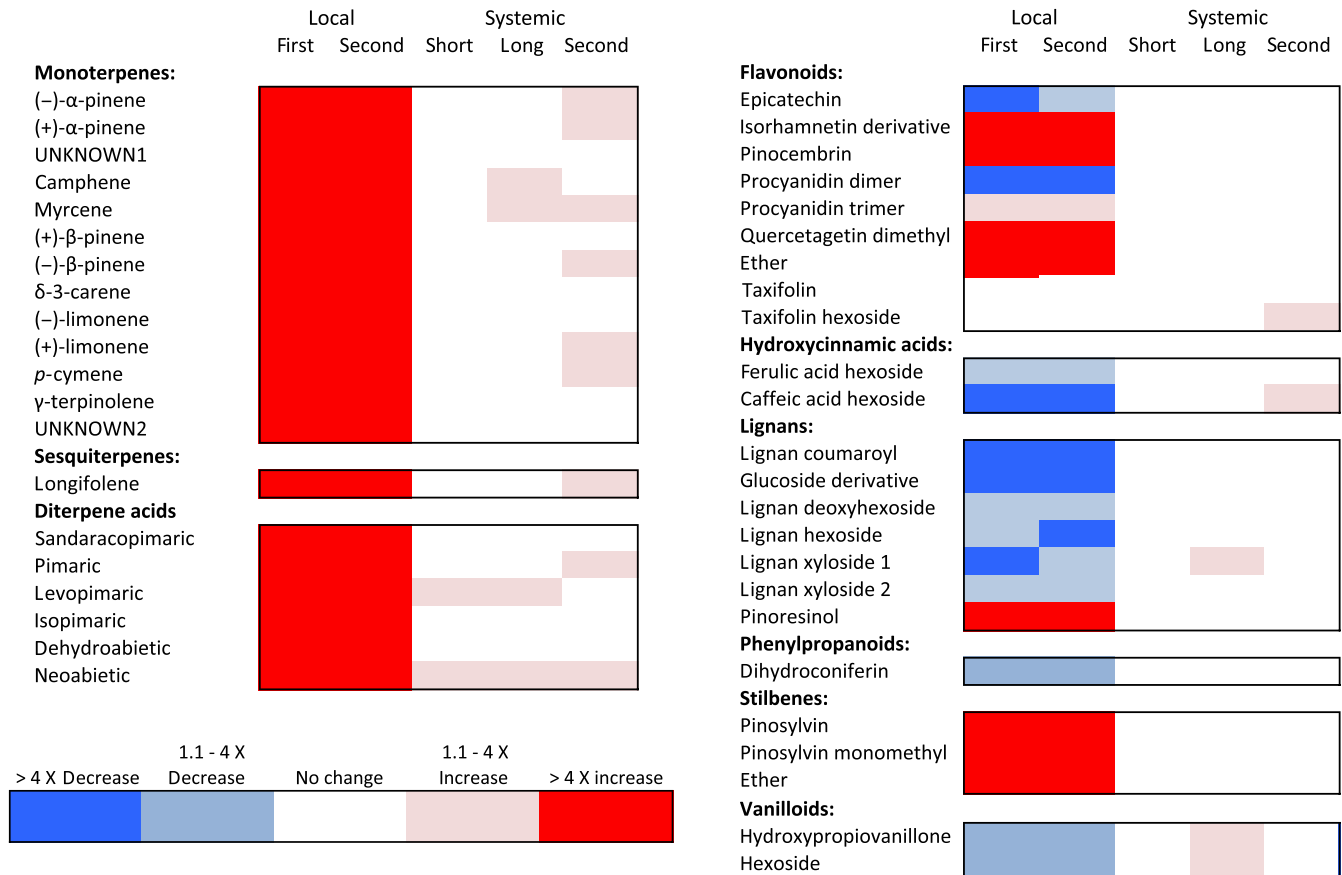 Local Systemic
First Second Short Long Second
Monoterpenes:
(−)-α-pinene
(+)-α-pinene
UNKNOWN1
Camphene
Myrcene
(+)-β-pinene
(−)-β-pinene
δ-3-carene
(−)-limonene
(+)-limonene
p-cymene
γ-terpinolene
UNKNOWN2
Sesquiterpenes:
Longifolene
Diterpene acids
Sandaracopimaric
Pimaric
Levopimaric
Isopimaric
Dehydroabietic
Neoabietic
1.1 - 4 X 1.1 - 4 X
> 4 X Decrease Decrease No change Increase > 4 X increase
Local Systemic
First Second Short Long Second
Flavonoids:
Epicatechin
Isorhamnetin derivative
Pinocembrin
Procyanidin dimer
Procyanidin trimer
Quercetagetin dimethyl
Ether
Taxifolin
Taxifolin hexoside
Hydroxycinnamic acids:
Ferulic acid hexoside
Caffeic acid hexoside
Lignans:
Lignan coumaroyl
Glucoside derivative
Lignan deoxyhexoside
Lignan hexoside
Lignan xyloside 1
Lignan xyloside 2
Pinoresinol
Phenylpropanoids:
Dihydroconiferin
Stilbenes:
Pinosylvin
Pinosylvin monomethyl
Ether
Vanilloids:
Hydroxypropiovanillone
Hexoside